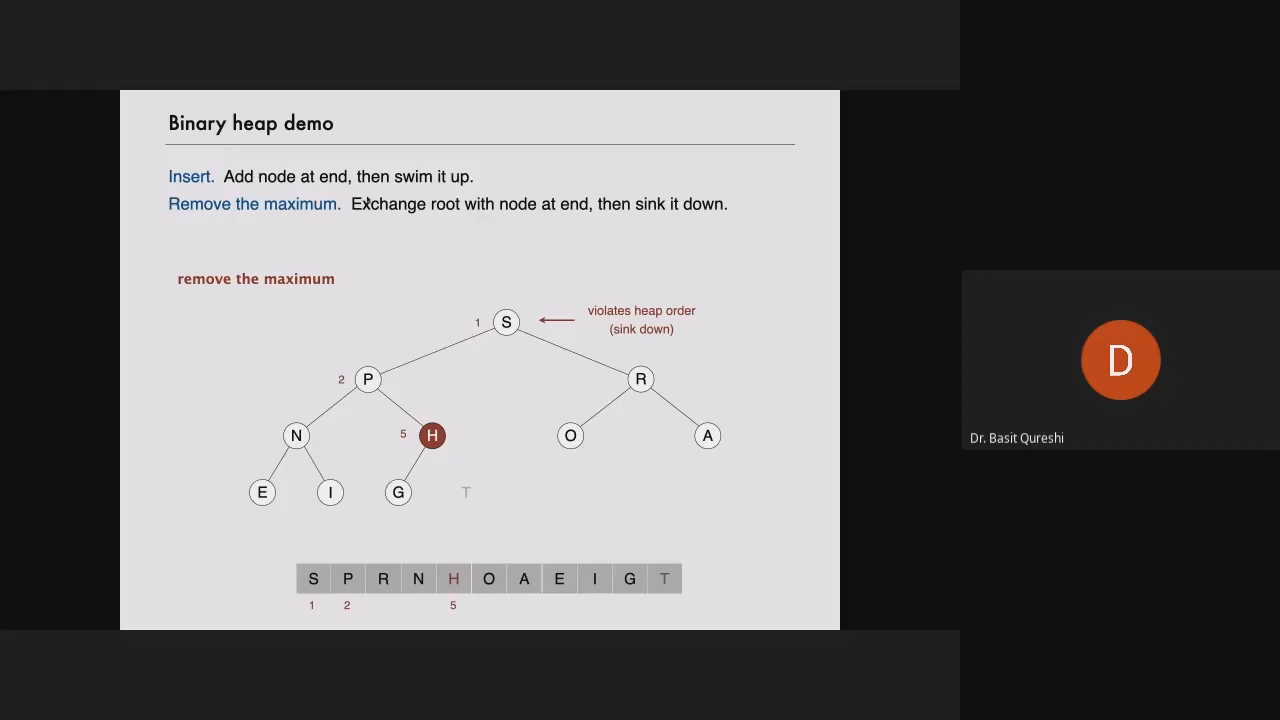 Binary heap demo
Insert. Add node at end, then swim it up.
Remove the maximum. Exchange root with node at end, then sink it down.
remove the maximum
1 S
violates heap order
(sink down)
2 P R
N 5 H O A
E I G T
S P R N H O A E I G T
1 2 5
D
Dr. Basit Qureshi